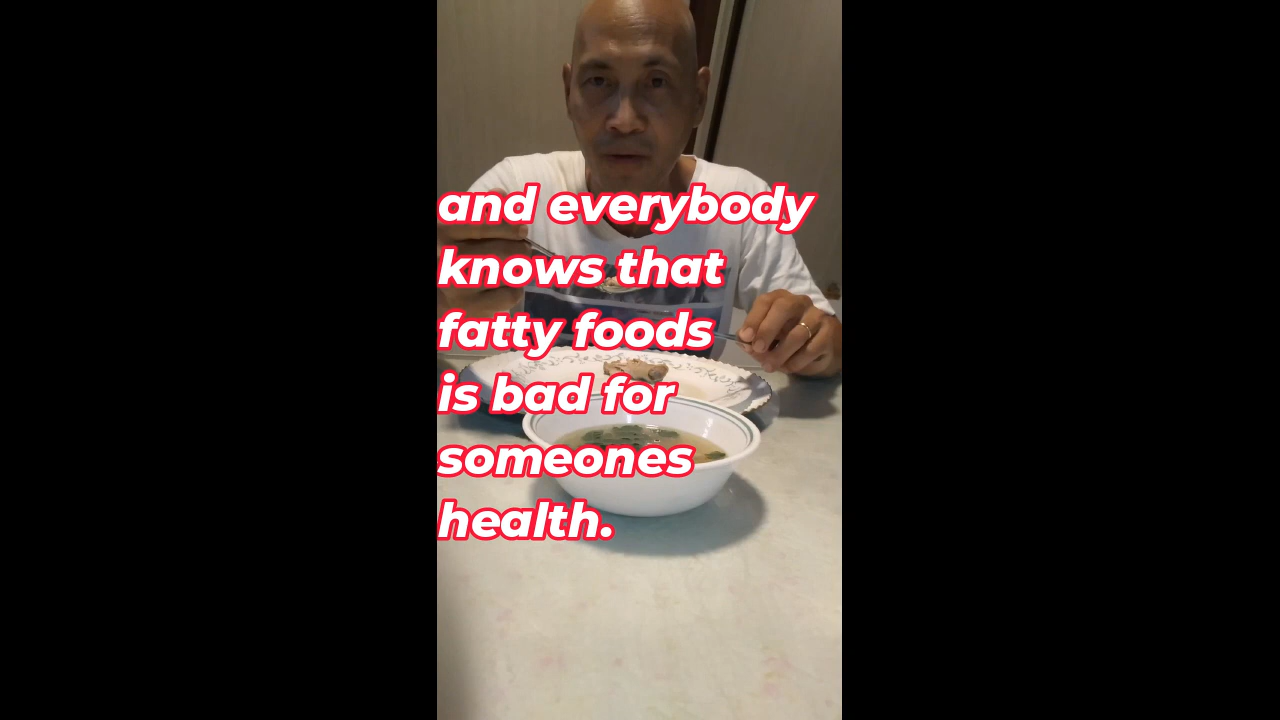 and everybody
knows that
fatty foods
is bad for
someones
health.